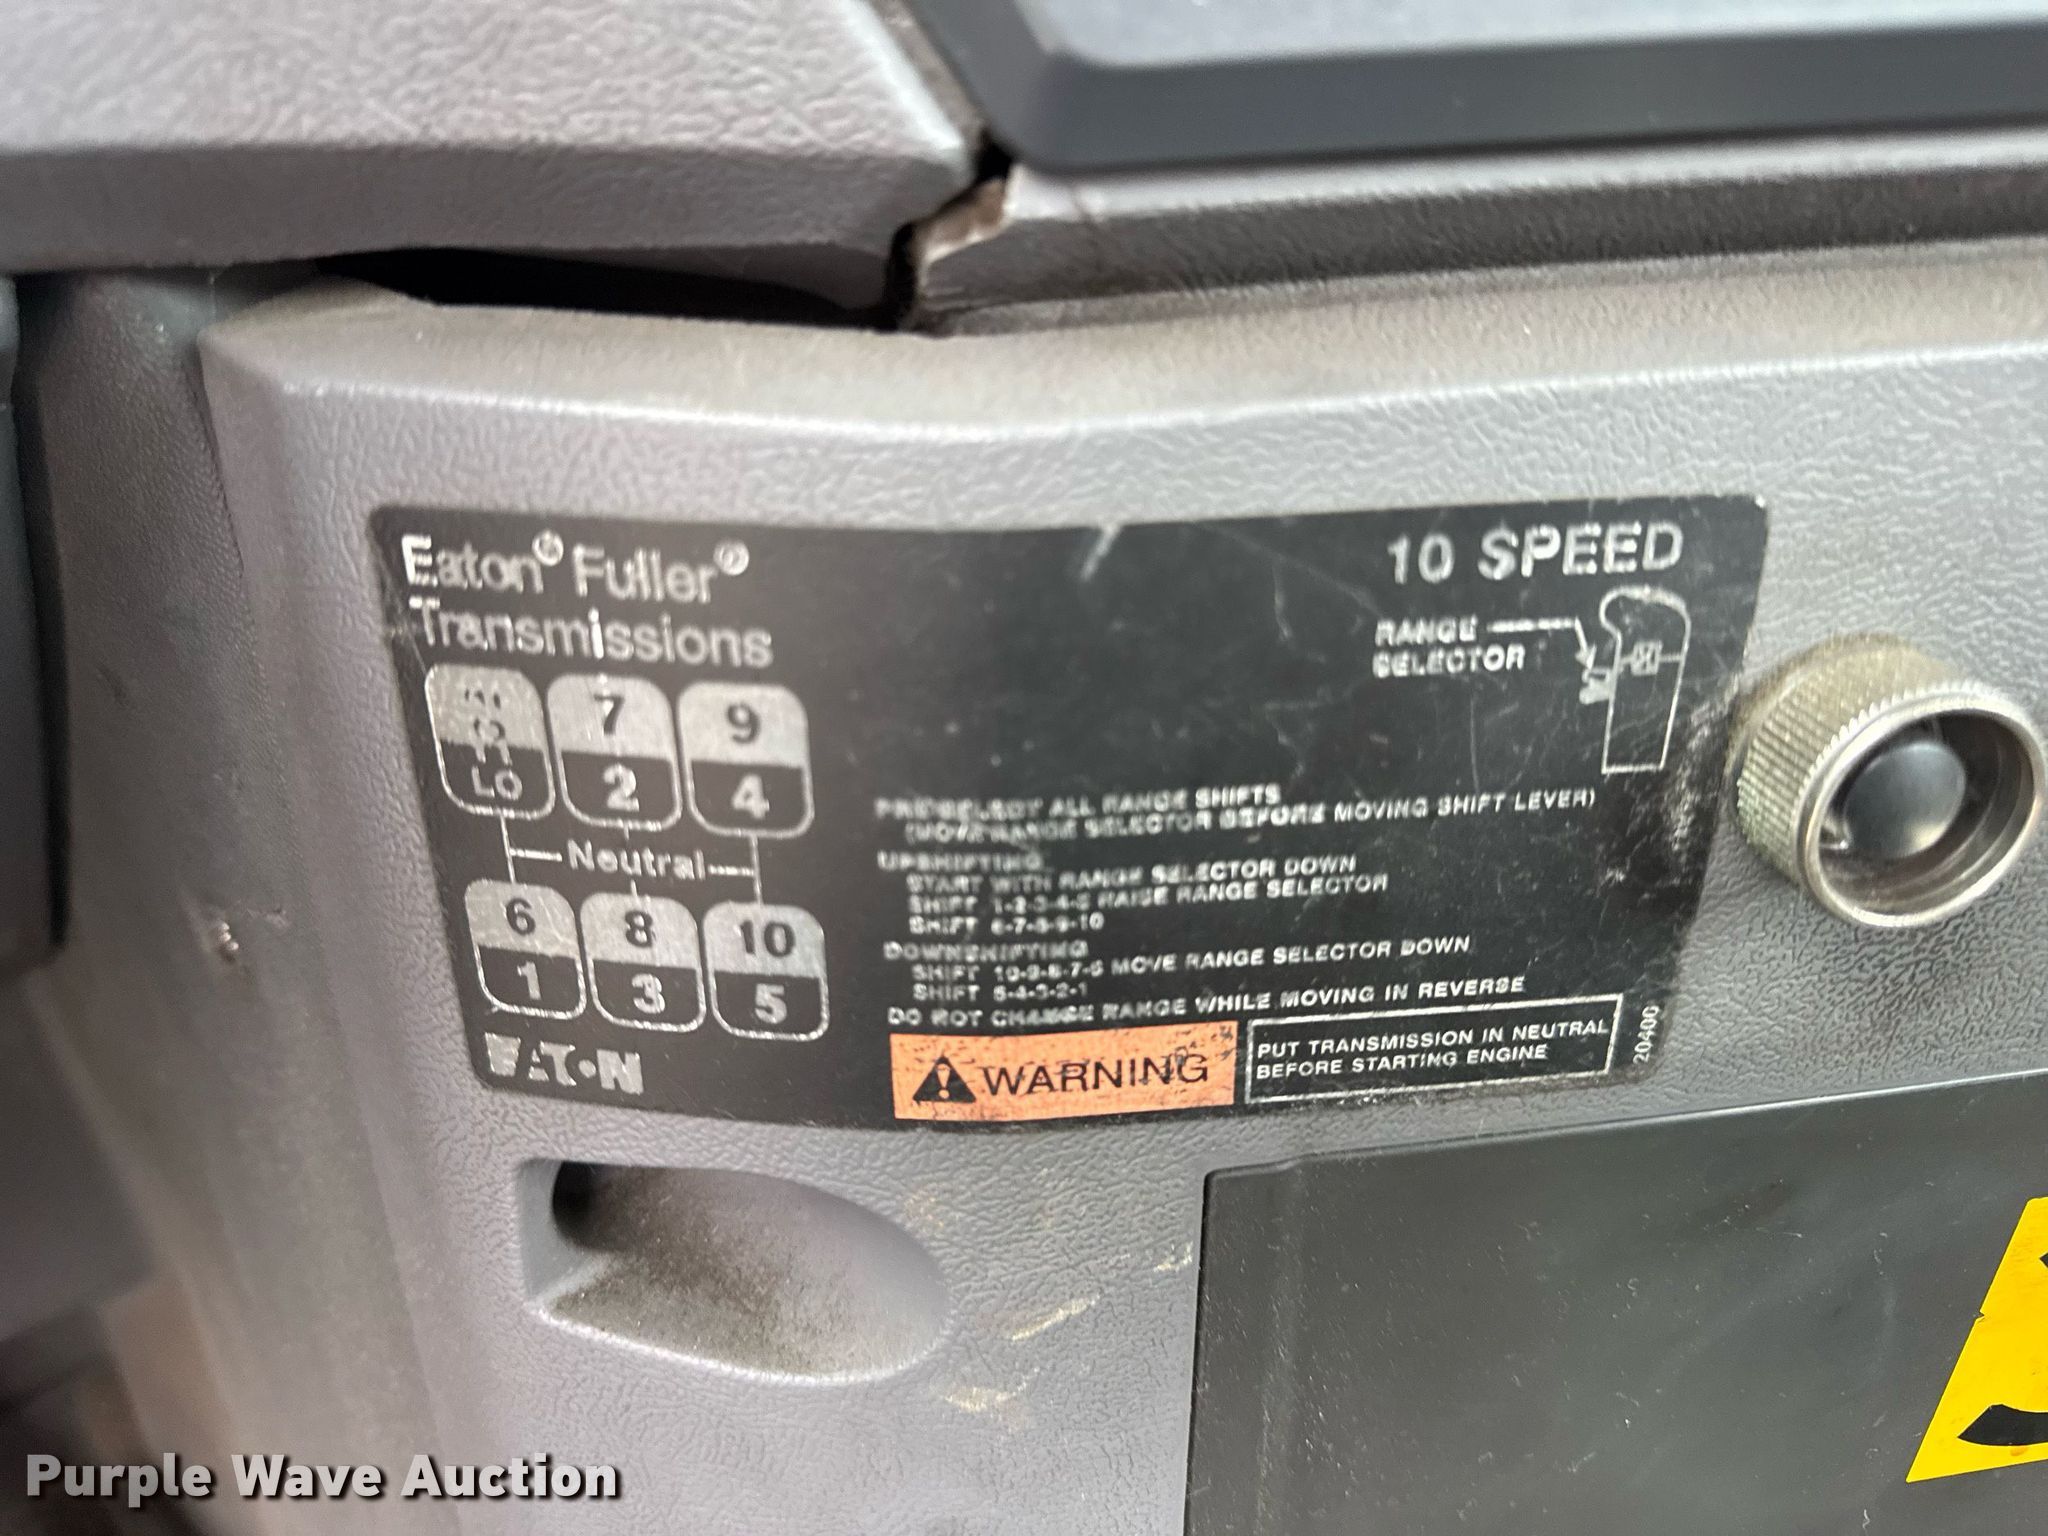 Eaton® Fuller®
Transmissions
10 SPEED
RANGE
SELECTOR
7 9
LO 2 4
Neutral
6 8 10
1 3 5
EATON
PRE-SELECT ALL RANGE SHIFTS
(MOVE RANGE SELECTOR BEFORE MOVING SHIFT LEVER)
UPSHIFTING
START WITH RANGE SELECTOR DOWN
SHIFT 1-2-3-4-5 RAISE RANGE SELECTOR
SHIFT 6-7-8-9-10
DOWNSHIFTING
SHIFT 10-9-8-7-6 MOVE RANGE SELECTOR DOWN
SHIFT 5-4-3-2-1
DO NOT CHANGE RANGE WHILE MOVING IN REVERSE
WARNING
PUT TRANSMISSION IN NEUTRAL
BEFORE STARTING ENGINE
20400
Purple Wave Auction